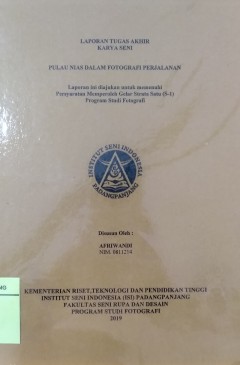 LAPORAN TUGAS AKHIR
KARYA SENI
PULAU NIAS DALAM FOTOGRAFI PERJALANAN
Laporan ini diajukan untuk memenuhi
Persyaratan Memperoleh Gelar Strata Satu (S-1)
Program Studi Fotografi
INSTITUT SENI INDONESIA
PADANGPANJANG
Disusun Oleh :
AFRIWANDI
KEMENTERIAN RISET,TEKNOLOGI DAN PENDIDIKAN TINGGI
INSTITUT SENI INDONESIA (ISI) PADANGPANJANG
FAKULTAS SENI RUPA DAN DESAIN
PROGRAM STUDI FOTOGRAFI
2019